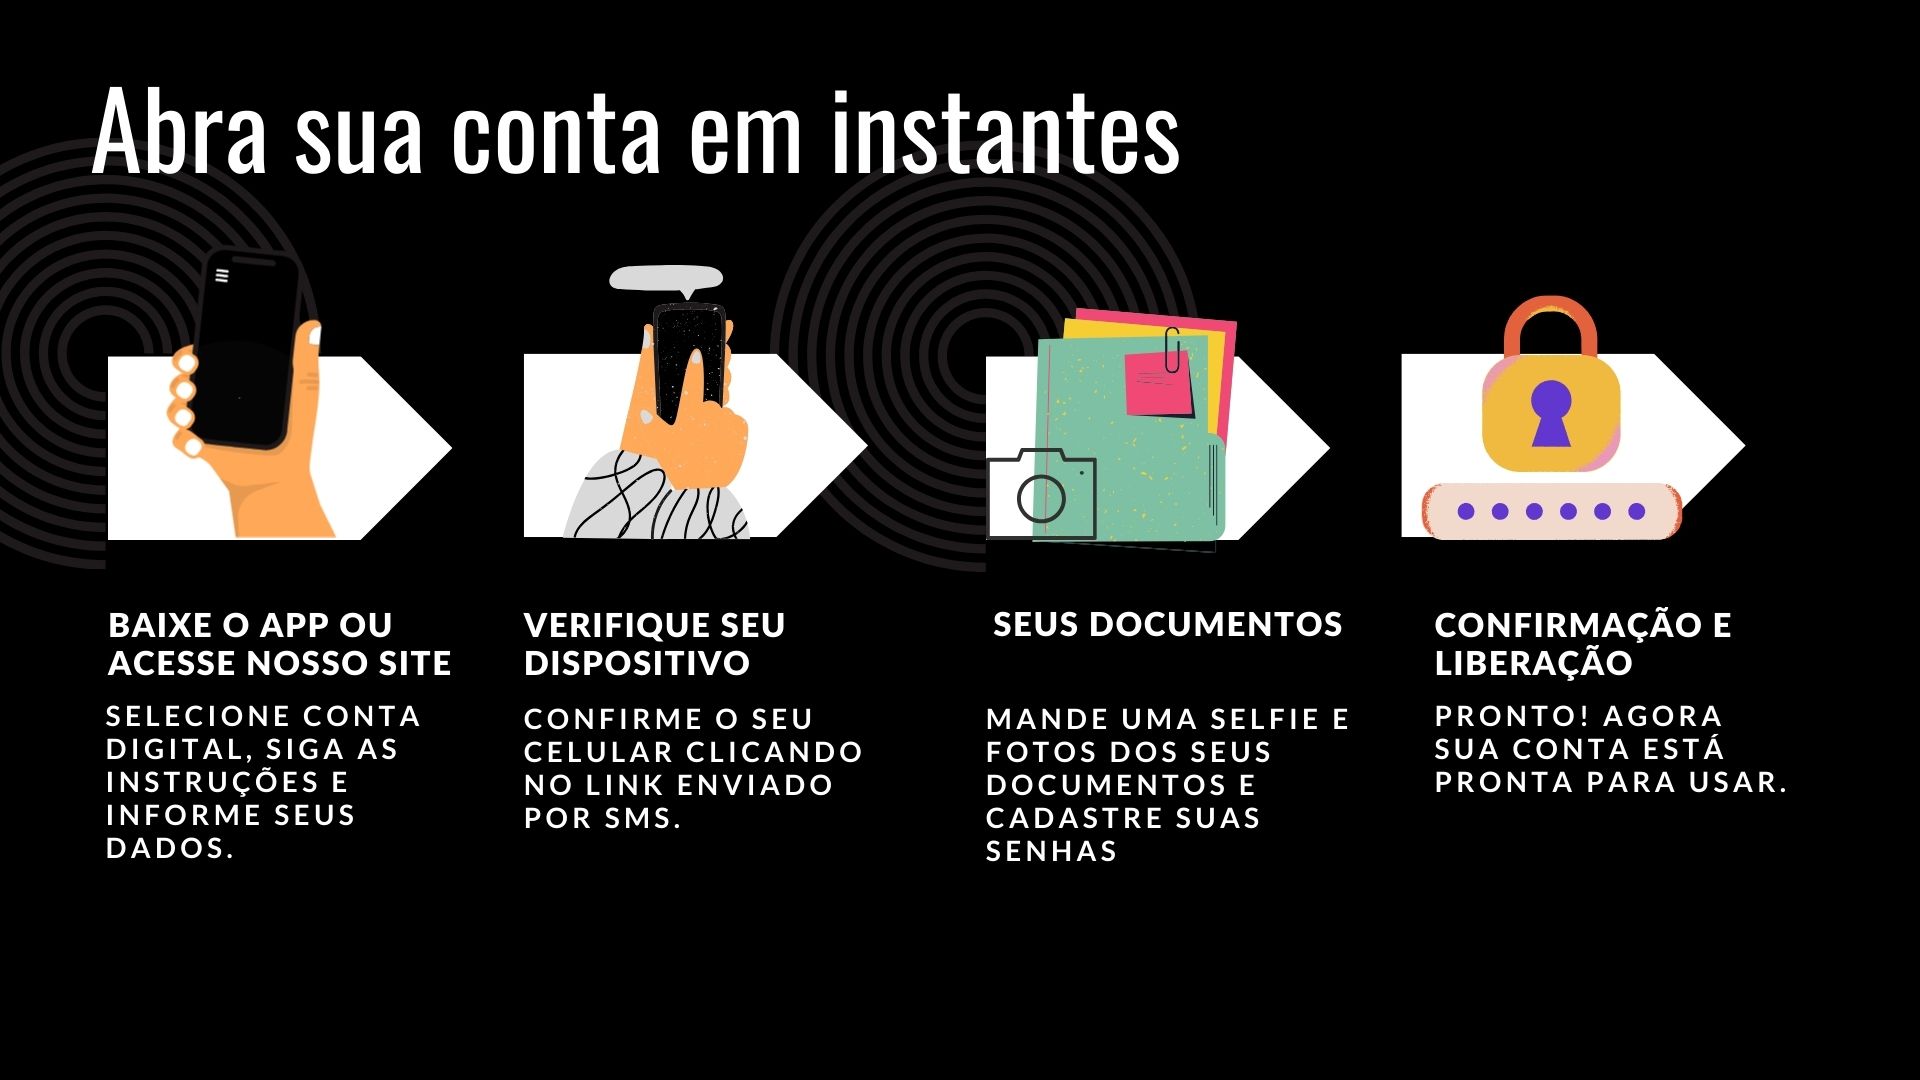 Abra sua conta em instantes
BAIXE O APP OU
ACESSE NOSSO SITE
SELECIONE CONTA
DIGITAL, SIGA AS
INSTRUÇÕES E
INFORME SEUS
DADOS.
VERIFIQUE SEU
DISPOSITIVO
CONFIRME O SEU
CELULAR CLICANDO
NO LINK ENVIADO
POR SMS.
SEUS DOCUMENTOS
MANDE UMA SELFIE E
FOTOS DOS SEUS
DOCUMENTOS E
CADASTRE SUAS
SENHAS
CONFIRMAÇÃO E
LIBERAÇÃO
PRONTO! AGORA
SUA CONTA ESTÁ
PRONTA PARA USAR.